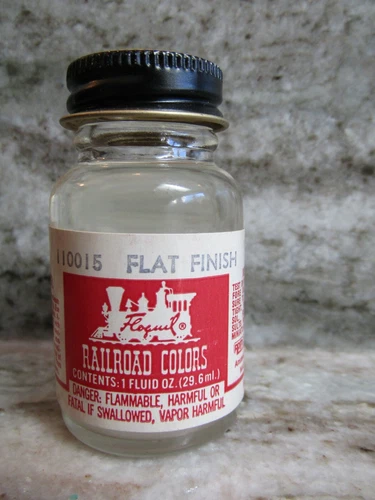 110015 FLAT FINISH
Floquil ®
RAILROAD COLORS
CONTENTS: 1 FLUID OZ. (29.6 ml.)
DANGER: FLAMMABLE, HARMFUL OR
FATAL IF SWALLOWED, VAPOR HARMFUL